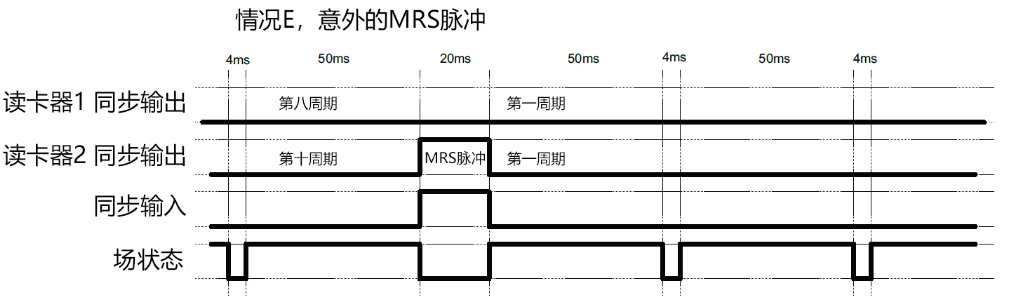 情况E，意外的MRS脉冲
4ms 50ms 20ms 50ms 4ms 50ms 4ms
读卡器1 同步输出 第八周期 第一周期
读卡器2 同步输出 第十周期 MRS脉冲 第一周期
同步输入
场状态